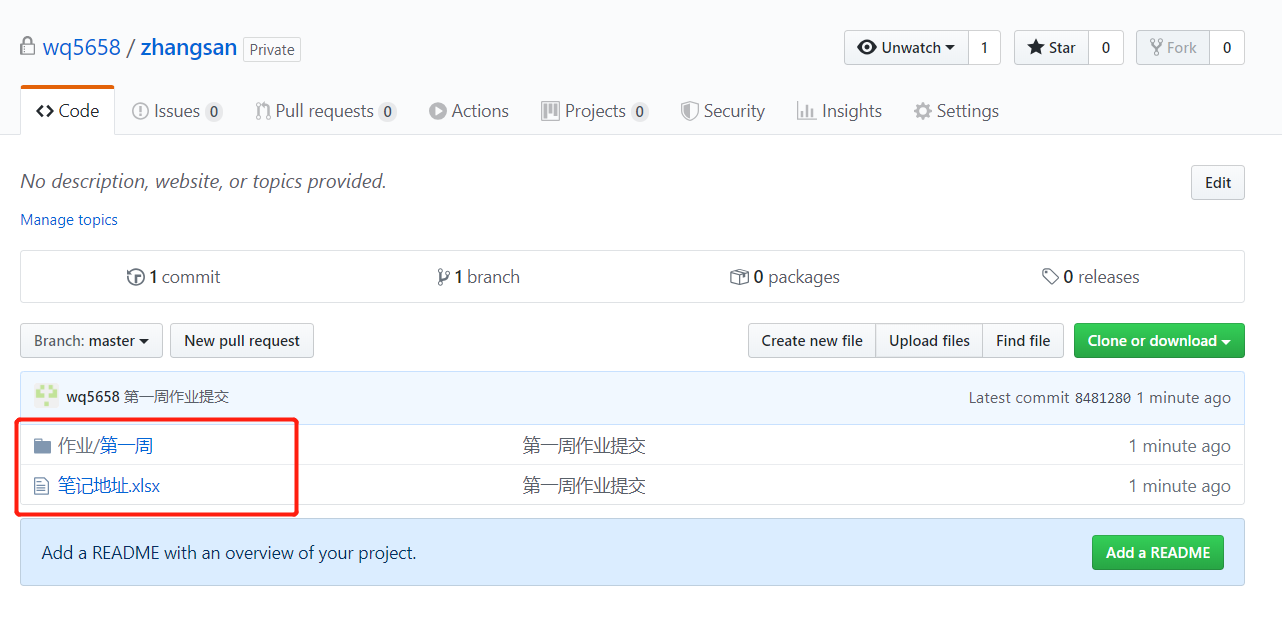 wq5658 / zhangsan Private Unwatch 1 Star 0 Fork 0
Code Issues 0 Pull requests 0 Actions Projects 0 Security Insights Settings
No description, website, or topics provided. Edit
Manage topics
1 commit 1 branch 0 packages 0 releases
Branch: master New pull request Create new file Upload files Find file Clone or download
wq5658 第一周作业提交 Latest commit 8481280 1 minute ago
作业/第一周 第一周作业提交 1 minute ago
笔记地址.xlsx 第一周作业提交 1 minute ago
Add a README with an overview of your project. Add a README